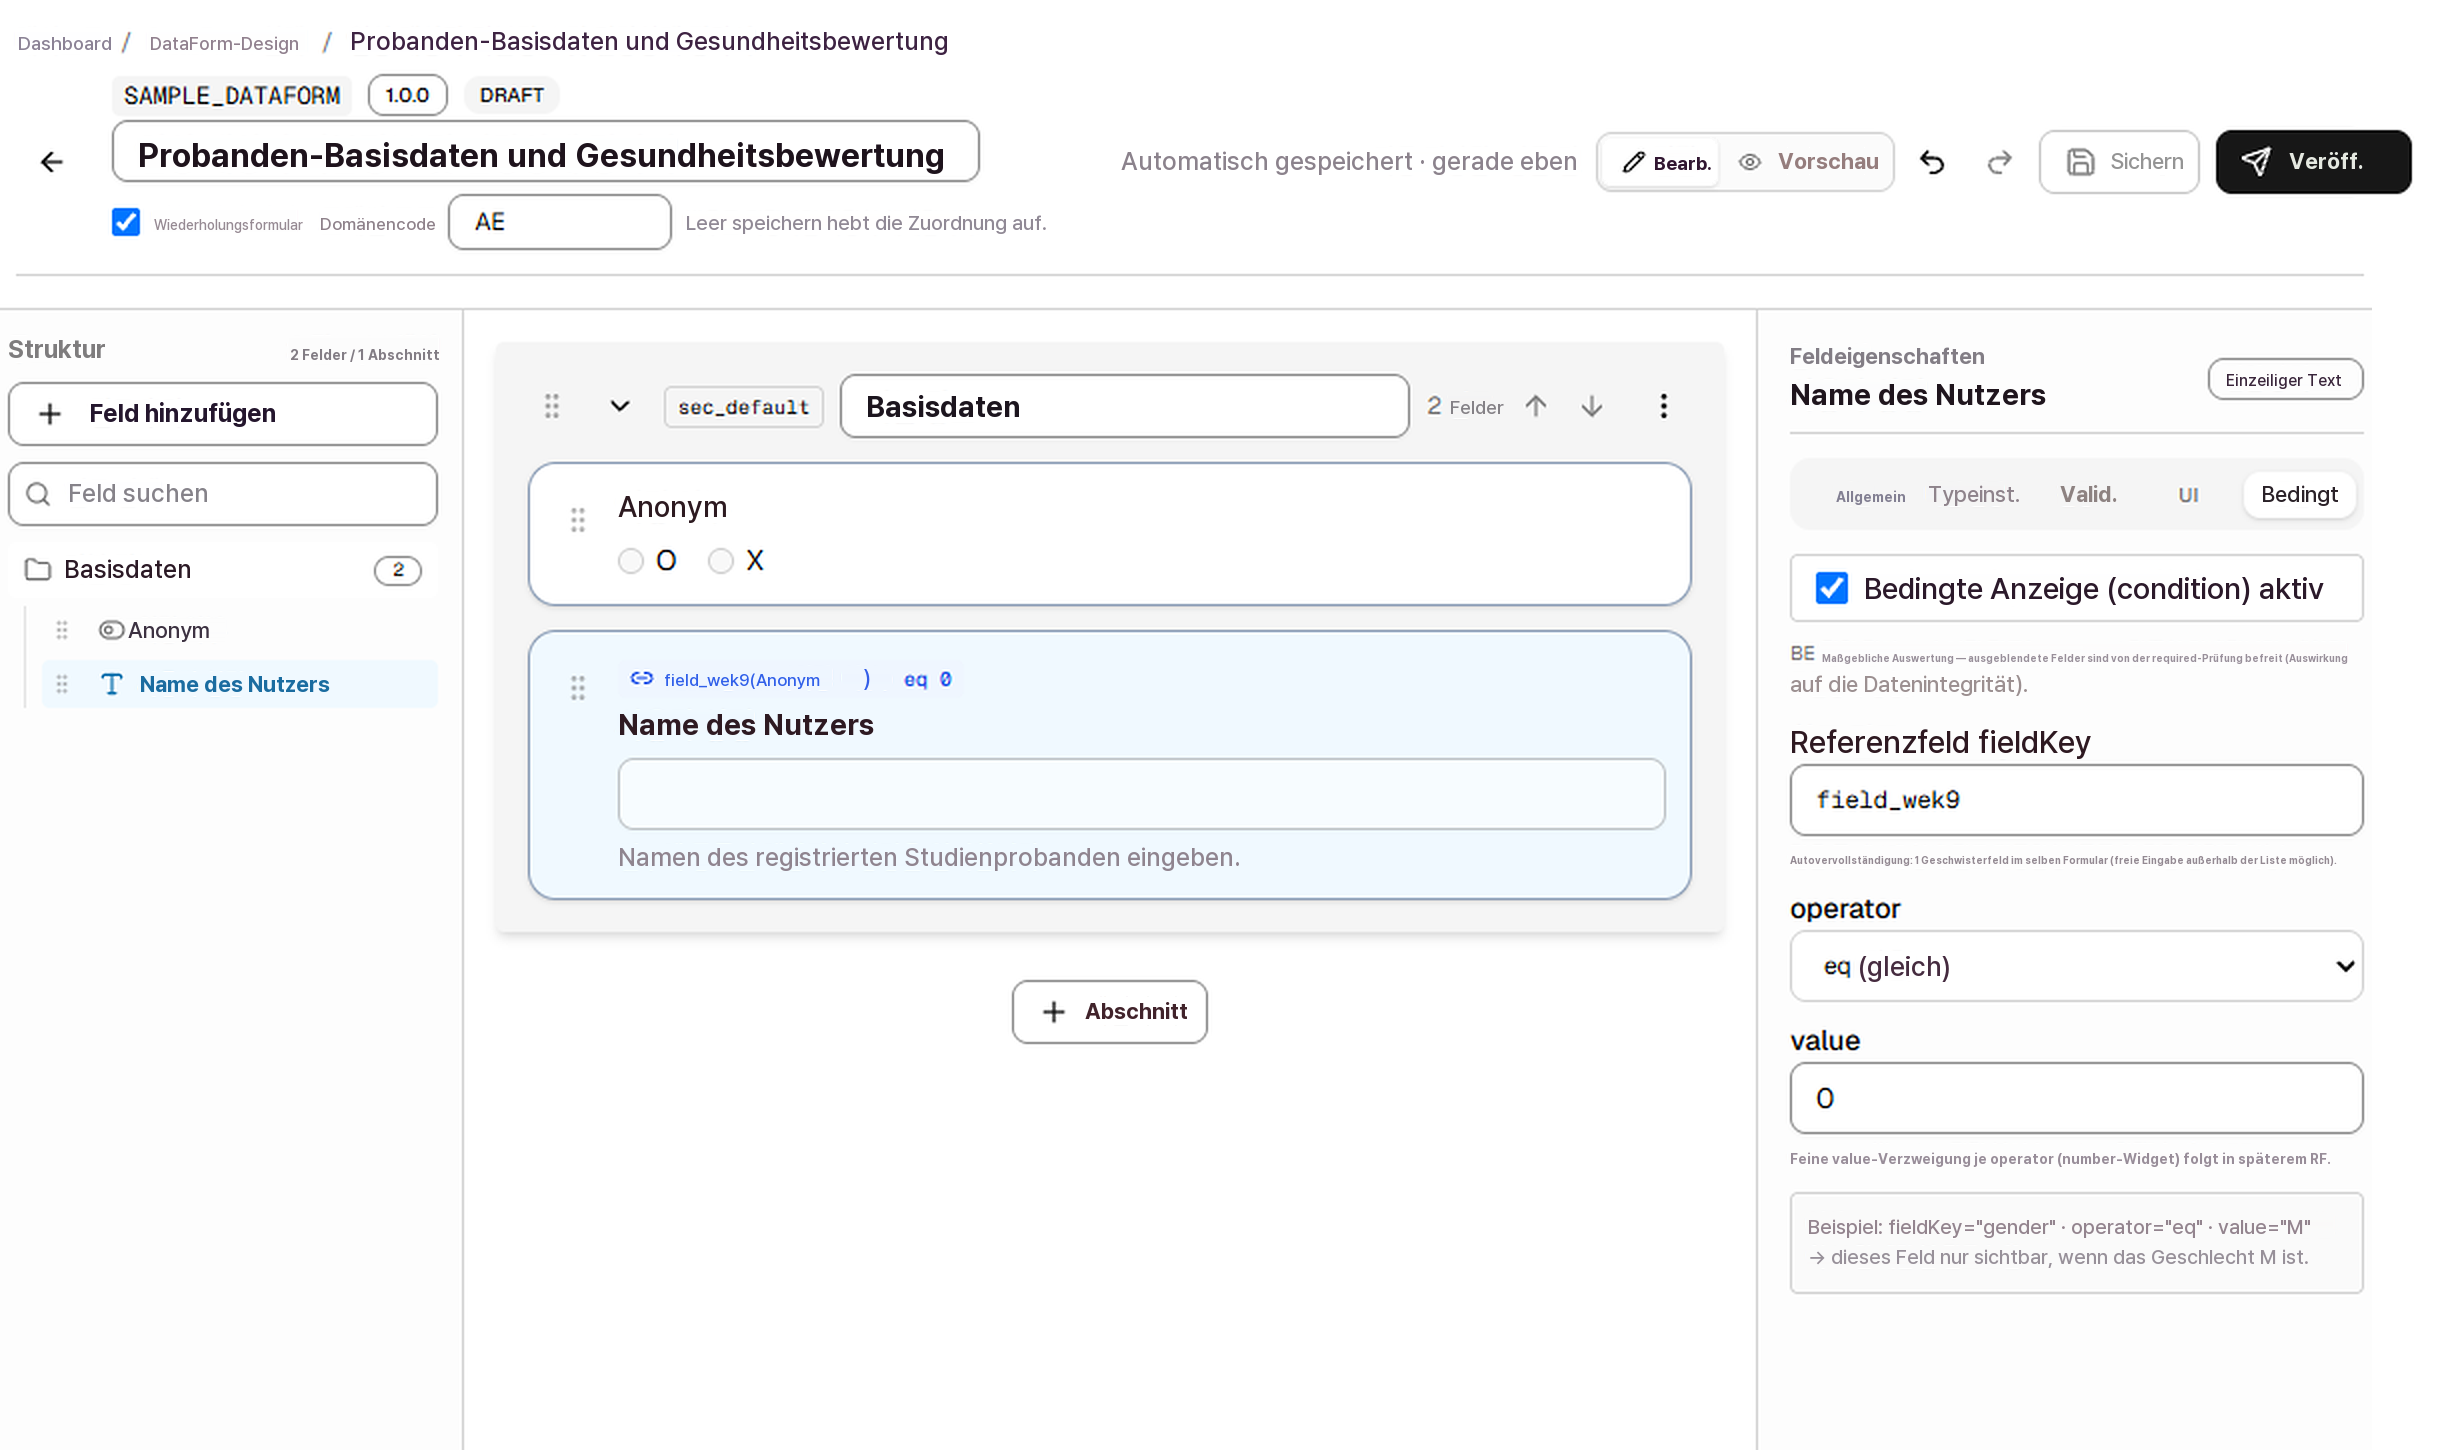 Dashboard / DataForm-Design / Probanden-Basisdaten und Gesundheitsbewertung
SAMPLE_DATAFORM 1.0.0 DRAFT
Probanden-Basisdaten und Gesundheitsbewertung
Automatisch gespeichert · gerade eben Bearb. Vorschau Sichern Veröff.
Wiederholungsformular Domänencode AE Leer speichern hebt die Zuordnung auf.
Struktur 2 Felder / 1 Abschnitt
Feld hinzufügen
Feld suchen
Basisdaten 2
Anonym
Name des Nutzers
sec_default Basisdaten 2 Felder
Anonym
O X
field_wek9(Anonym ) eq 0
Name des Nutzers
Namen des registrierten Studienprobanden eingeben.
Abschnitt
Feldeigenschaften
Name des Nutzers Einzeiliger Text
Allgemein Typeinst. Valid. UI Bedingt
Bedingte Anzeige (condition) aktiv
BE Maßgebliche Auswertung — ausgeblendete Felder sind von der required-Prüfung befreit (Auswirkung
auf die Datenintegrität).
Referenzfeld fieldKey
field_wek9
Autovervollständigung: 1 Geschwisterfeld im selben Formular (freie Eingabe außerhalb der Liste möglich).
operator
eq (gleich)
value
0
Feine value-Verzweigung je operator (number-Widget) folgt in späterem RF.
Beispiel: fieldKey="gender" · operator="eq" · value="M"
→ dieses Feld nur sichtbar, wenn das Geschlecht M ist.